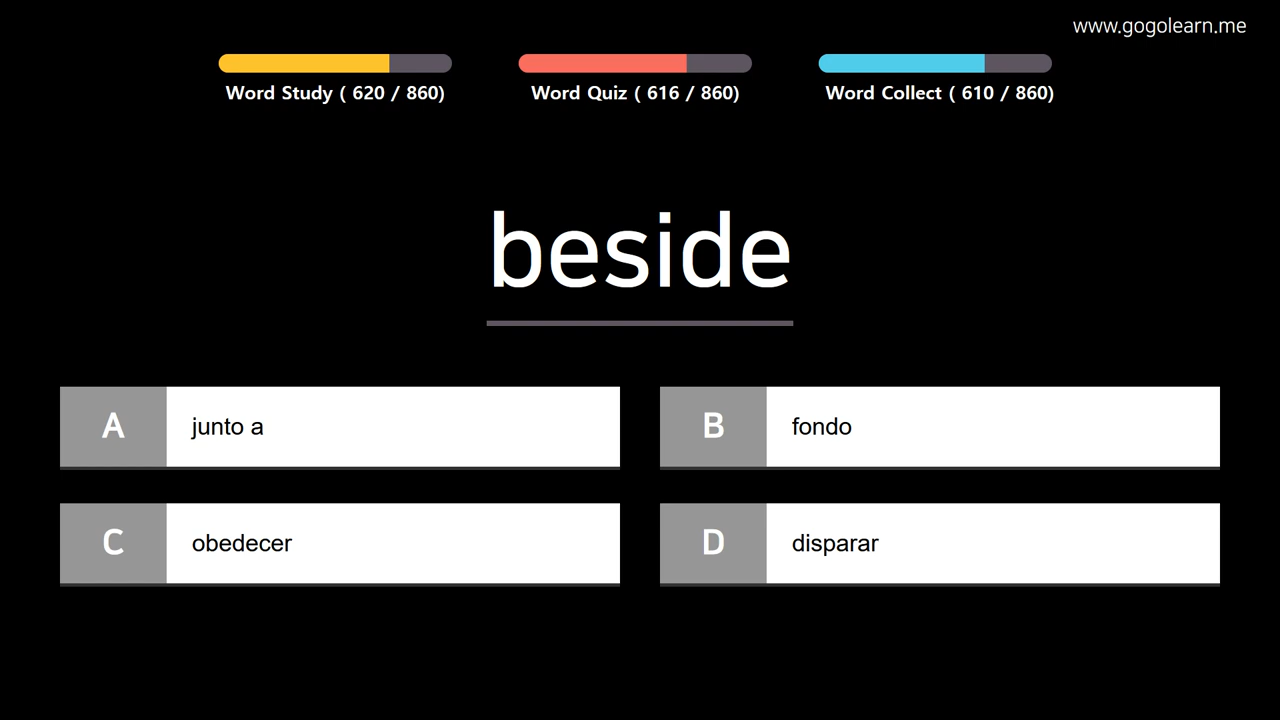 www.gogolearn.me
Word Study ( 620 / 860)
Word Quiz ( 616 / 860)
Word Collect ( 610 / 860)
beside
A junto a
B fondo
C obedecer
D disparar